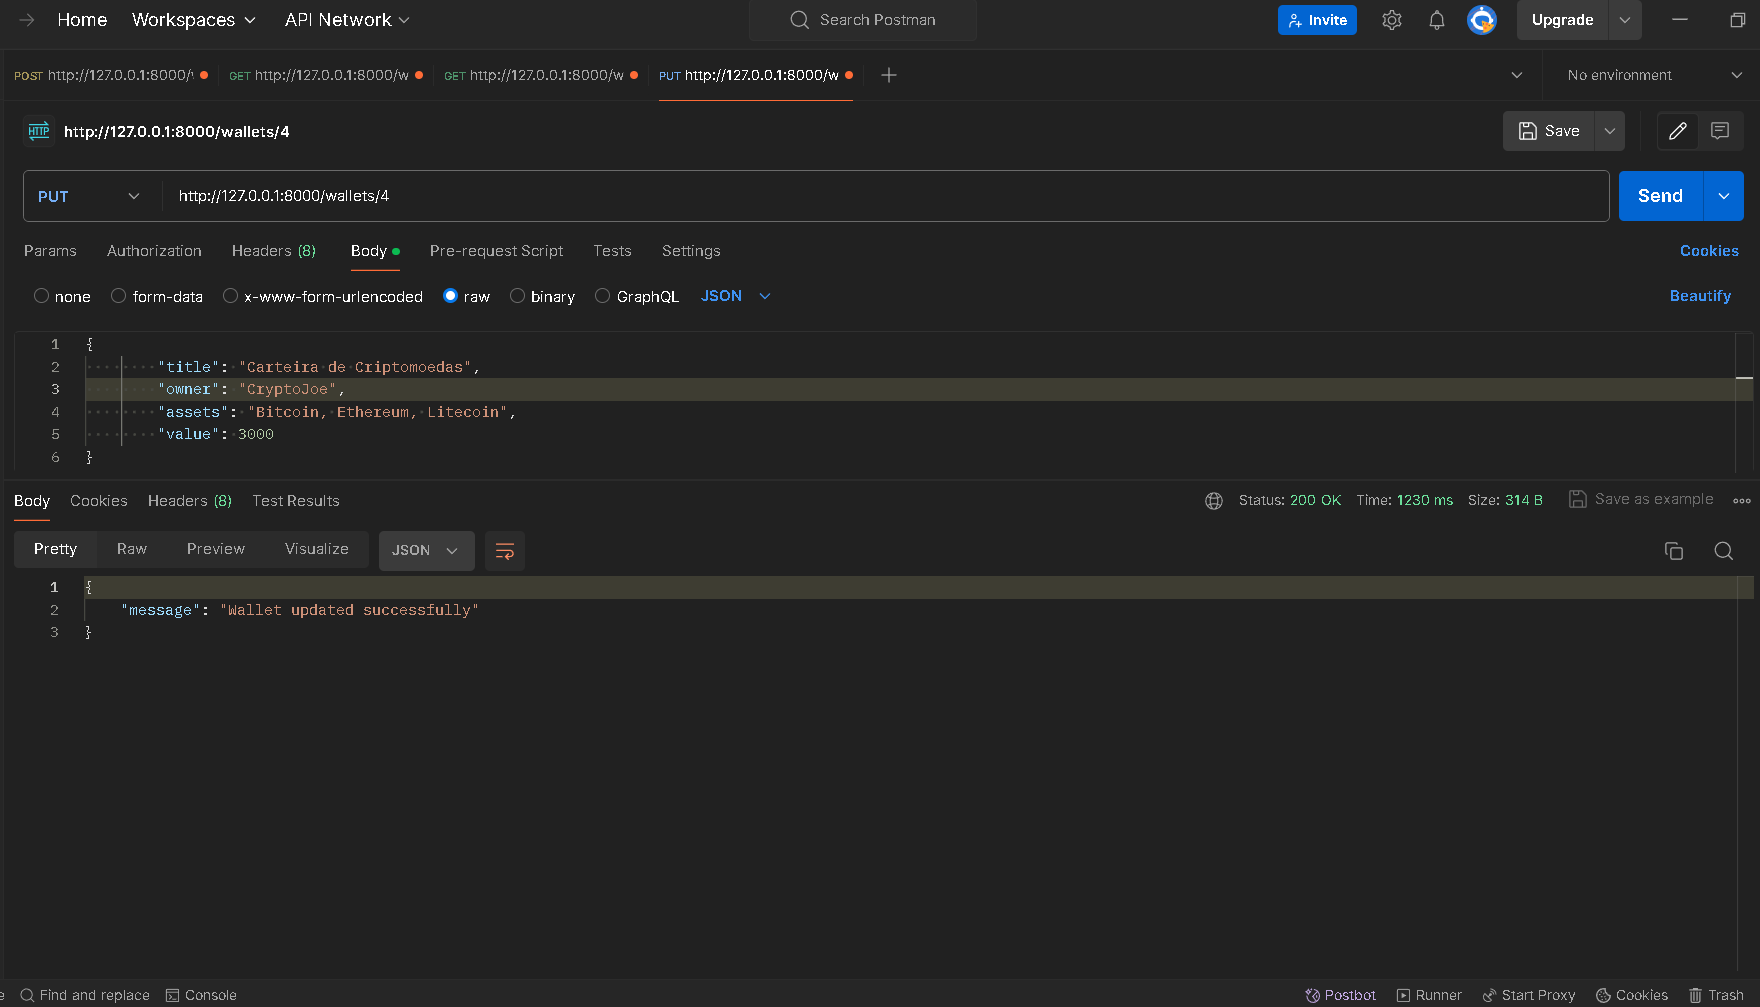 Home Workspaces API Network Search Postman Invite Upgrade
POST http://127.0.0.1:8000/ GET http://127.0.0.1:8000/w GET http://127.0.0.1:8000/w PUT http://127.0.0.1:8000/w No environment
HTTP http://127.0.0.1:8000/wallets/4 Save
PUT http://127.0.0.1:8000/wallets/4 Send
Params Authorization Headers (8) Body Pre-request Script Tests Settings Cookies
none form-data x-www-form-urlencoded raw binary GraphQL JSON Beautify
1 {
2 "title": "Carteira de Criptomoedas",
3 "owner": "CryptoJoe",
4 "assets": "Bitcoin, Ethereum, Litecoin",
5 "value": 3000
6 }
Body Cookies Headers (8) Test Results Status: 200 OK Time: 1230 ms Size: 314 B Save as example
Pretty Raw Preview Visualize JSON
1 {
2 "message": "Wallet updated successfully"
3 }
Find and replace Console Postbot Runner Start Proxy Cookies Trash